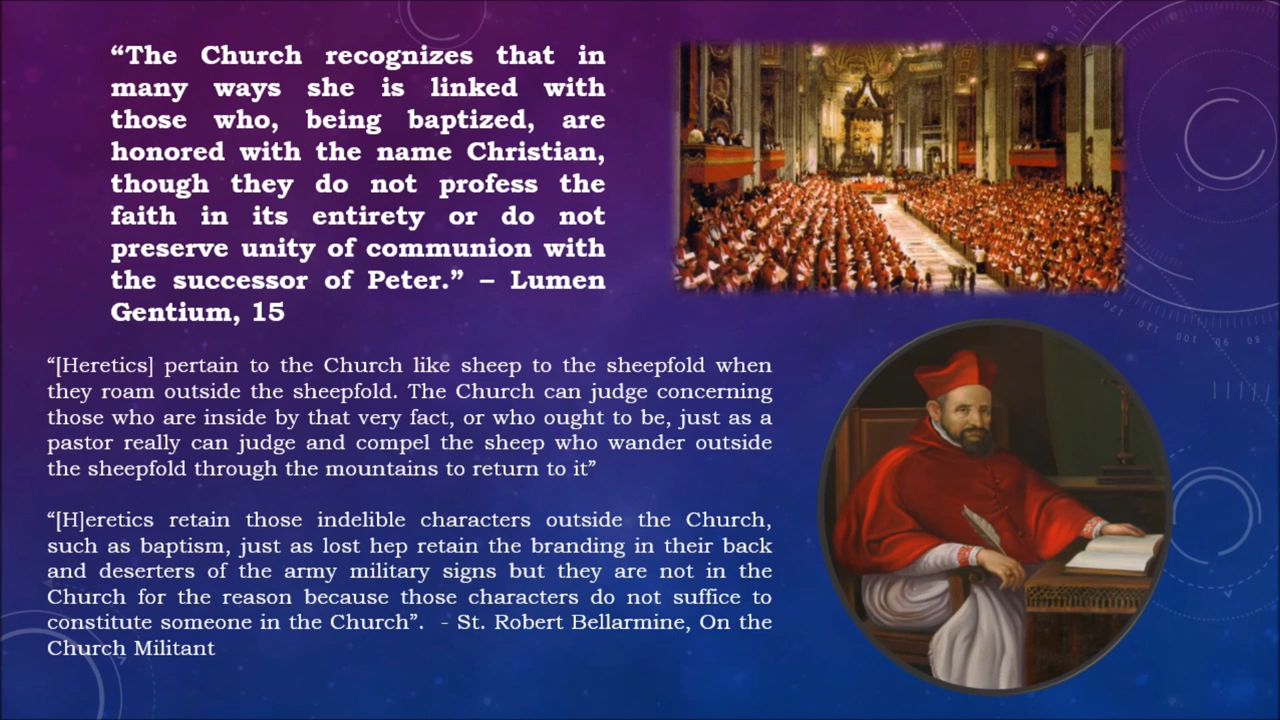 “The Church recognizes that in
many ways she is linked with
those who, being baptized, are
honored with the name Christian,
though they do not profess the
faith in its entirety or do not
preserve unity of communion with
the successor of Peter.” – Lumen
Gentium, 15
“[Heretics] pertain to the Church like sheep to the sheepfold when
they roam outside the sheepfold. The Church can judge concerning
those who are inside by that very fact, or who ought to be, just as a
pastor really can judge and compel the sheep who wander outside
the sheepfold through the mountains to return to it”
“[H]eretics retain those indelible characters outside the Church,
such as baptism, just as lost hep retain the branding in their back
and deserters of the army military signs but they are not in the
Church for the reason because those characters do not suffice to
constitute someone in the Church”. - St. Robert Bellarmine, On the
Church Militant